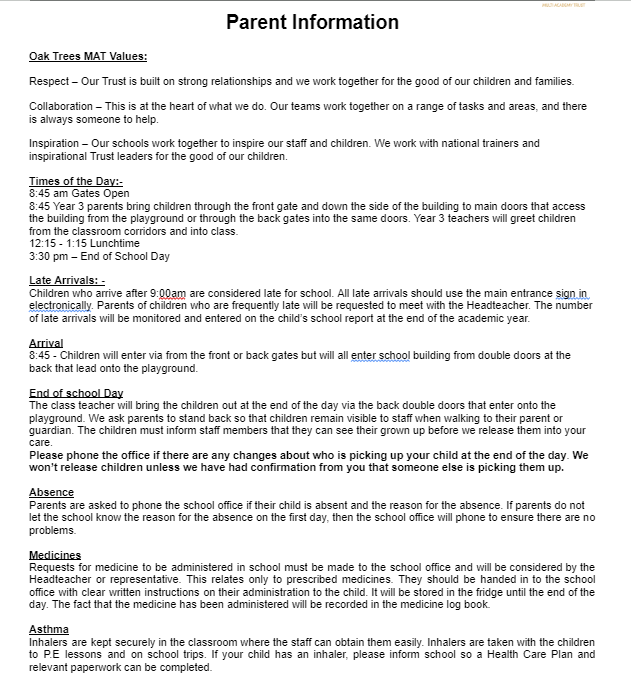 MULTI ACADEMY TRUST
Parent Information
Oak Trees MAT Values:
Respect – Our Trust is built on strong relationships and we work together for the good of our children and families.
Collaboration – This is at the heart of what we do. Our teams work together on a range of tasks and areas, and there
is always someone to help.
Inspiration – Our schools work together to inspire our staff and children. We work with national trainers and
inspirational Trust leaders for the good of our children.
Times of the Day:-
8:45 am Gates Open
8:45 Year 3 parents bring children through the front gate and down the side of the building to main doors that access
the building from the playground or through the back gates into the same doors. Year 3 teachers will greet children
from the classroom corridors and into class.
12:15 - 1:15 Lunchtime
3:30 pm – End of School Day
Late Arrivals: -
Children who arrive after 9:00am are considered late for school. All late arrivals should use the main entrance sign in
electronically. Parents of children who are frequently late will be requested to meet with the Headteacher. The number
of late arrivals will be monitored and entered on the child's school report at the end of the academic year.
Arrival
8:45 - Children will enter via from the front or back gates but will all enter school building from double doors at the
back that lead onto the playground.
End of school Day
The class teacher will bring the children out at the end of the day via the back double doors that enter onto the
playground. We ask parents to stand back so that children remain visible to staff when walking to their parent or
guardian. The children must inform staff members that they can see their grown up before we release them into your
care.
Please phone the office if there are any changes about who is picking up your child at the end of the day. We
won't release children unless we have had confirmation from you that someone else is picking them up.
Absence
Parents are asked to phone the school office if their child is absent and the reason for the absence. If parents do not
let the school know the reason for the absence on the first day, then the school office will phone to ensure there are no
problems.
Medicines
Requests for medicine to be administered in school must be made to the school office and will be considered by the
Headteacher or representative. This relates only to prescribed medicines. They should be handed in to the school
office with clear written instructions on their administration to the child. It will be stored in the fridge until the end of the
day. The fact that the medicine has been administered will be recorded in the medicine log book.
Asthma
Inhalers are kept securely in the classroom where the staff can obtain them easily. Inhalers are taken with the children
to P.E lessons and on school trips. If your child has an inhaler, please inform school so a Health Care Plan and
relevant paperwork can be completed.